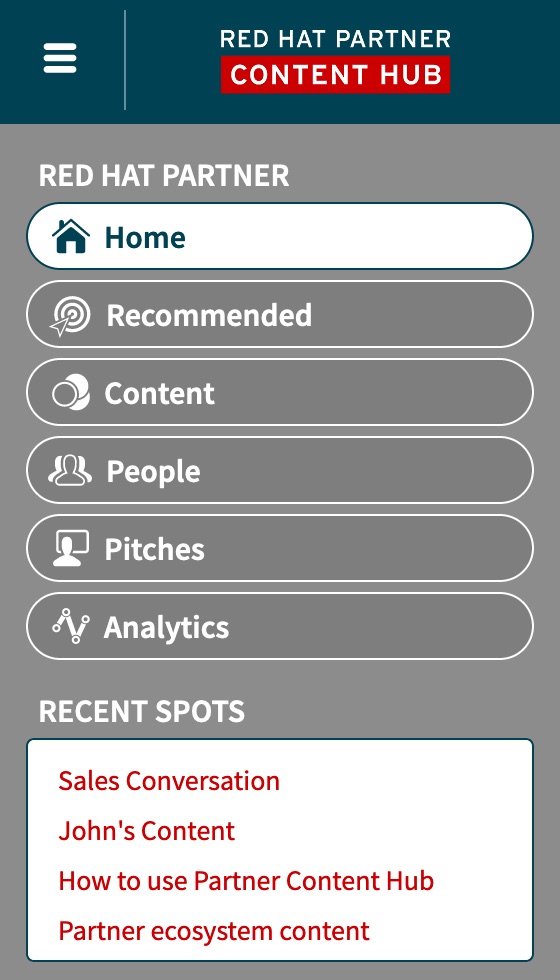 RED HAT PARTNER
CONTENT HUB
RED HAT PARTNER
Home
Recommended
Content
People
Pitches
Analytics
RECENT SPOTS
Sales Conversation
John's Content
How to use Partner Content Hub
Partner ecosystem content